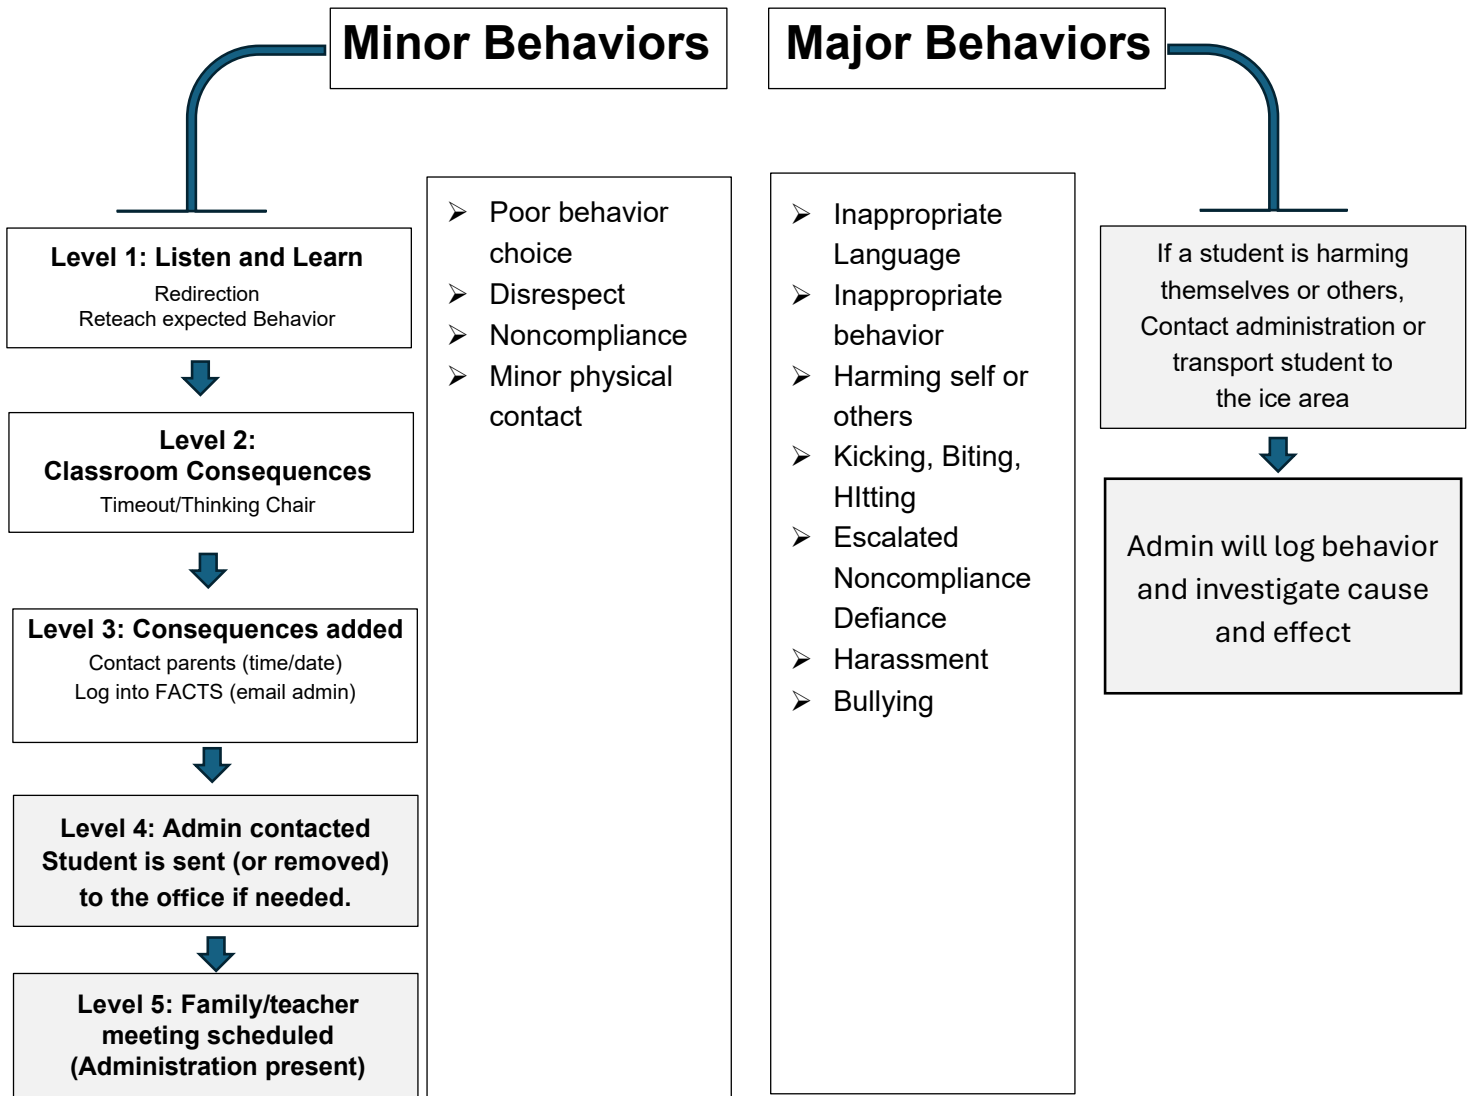 Minor Behaviors
Major Behaviors
Level 1: Listen and Learn
Redirection
Reteach expected Behavior
Level 2:
Classroom Consequences
Timeout/Thinking Chair
Level 3: Consequences added
Contact parents (time/date)
Log into FACTS (email admin)
Level 4: Admin contacted
Student is sent (or removed)
to the office if needed.
Level 5: Family/teacher
meeting scheduled
(Administration present)
➢ Poor behavior
choice
➢ Disrespect
➢ Noncompliance
➢ Minor physical
contact
➢ Inappropriate
Language
➢ Inappropriate
behavior
➢ Harming self or
others
➢ Kicking, Biting,
HItting
➢ Escalated
Noncompliance
Defiance
➢ Harassment
➢ Bullying
If a student is harming
themselves or others,
Contact administration or
transport student to
the ice area
Admin will log behavior
and investigate cause
and effect